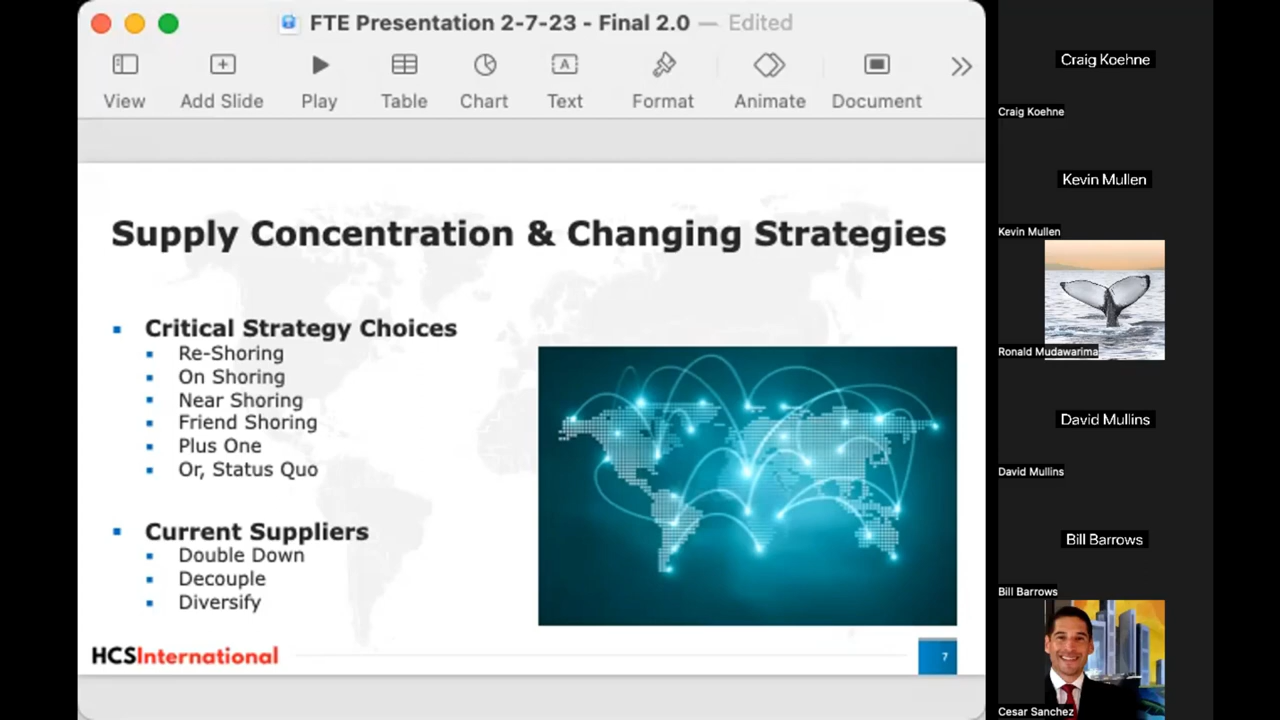 FTE Presentation 2-7-23 - Final 2.0 — Edited
View Add Slide Play Table Chart Text Format Animate Document
Supply Concentration & Changing Strategies
Critical Strategy Choices
Re-Shoring
On Shoring
Near Shoring
Friend Shoring
Plus One
Or, Status Quo
Current Suppliers
Double Down
Decouple
Diversify
HCSInternational
7
Craig Koehne
Craig Koehne
Kevin Mullen
Kevin Mullen
Ronald Mudawarima
David Mullins
David Mullins
Bill Barrows
Bill Barrows
Cesar Sanchez